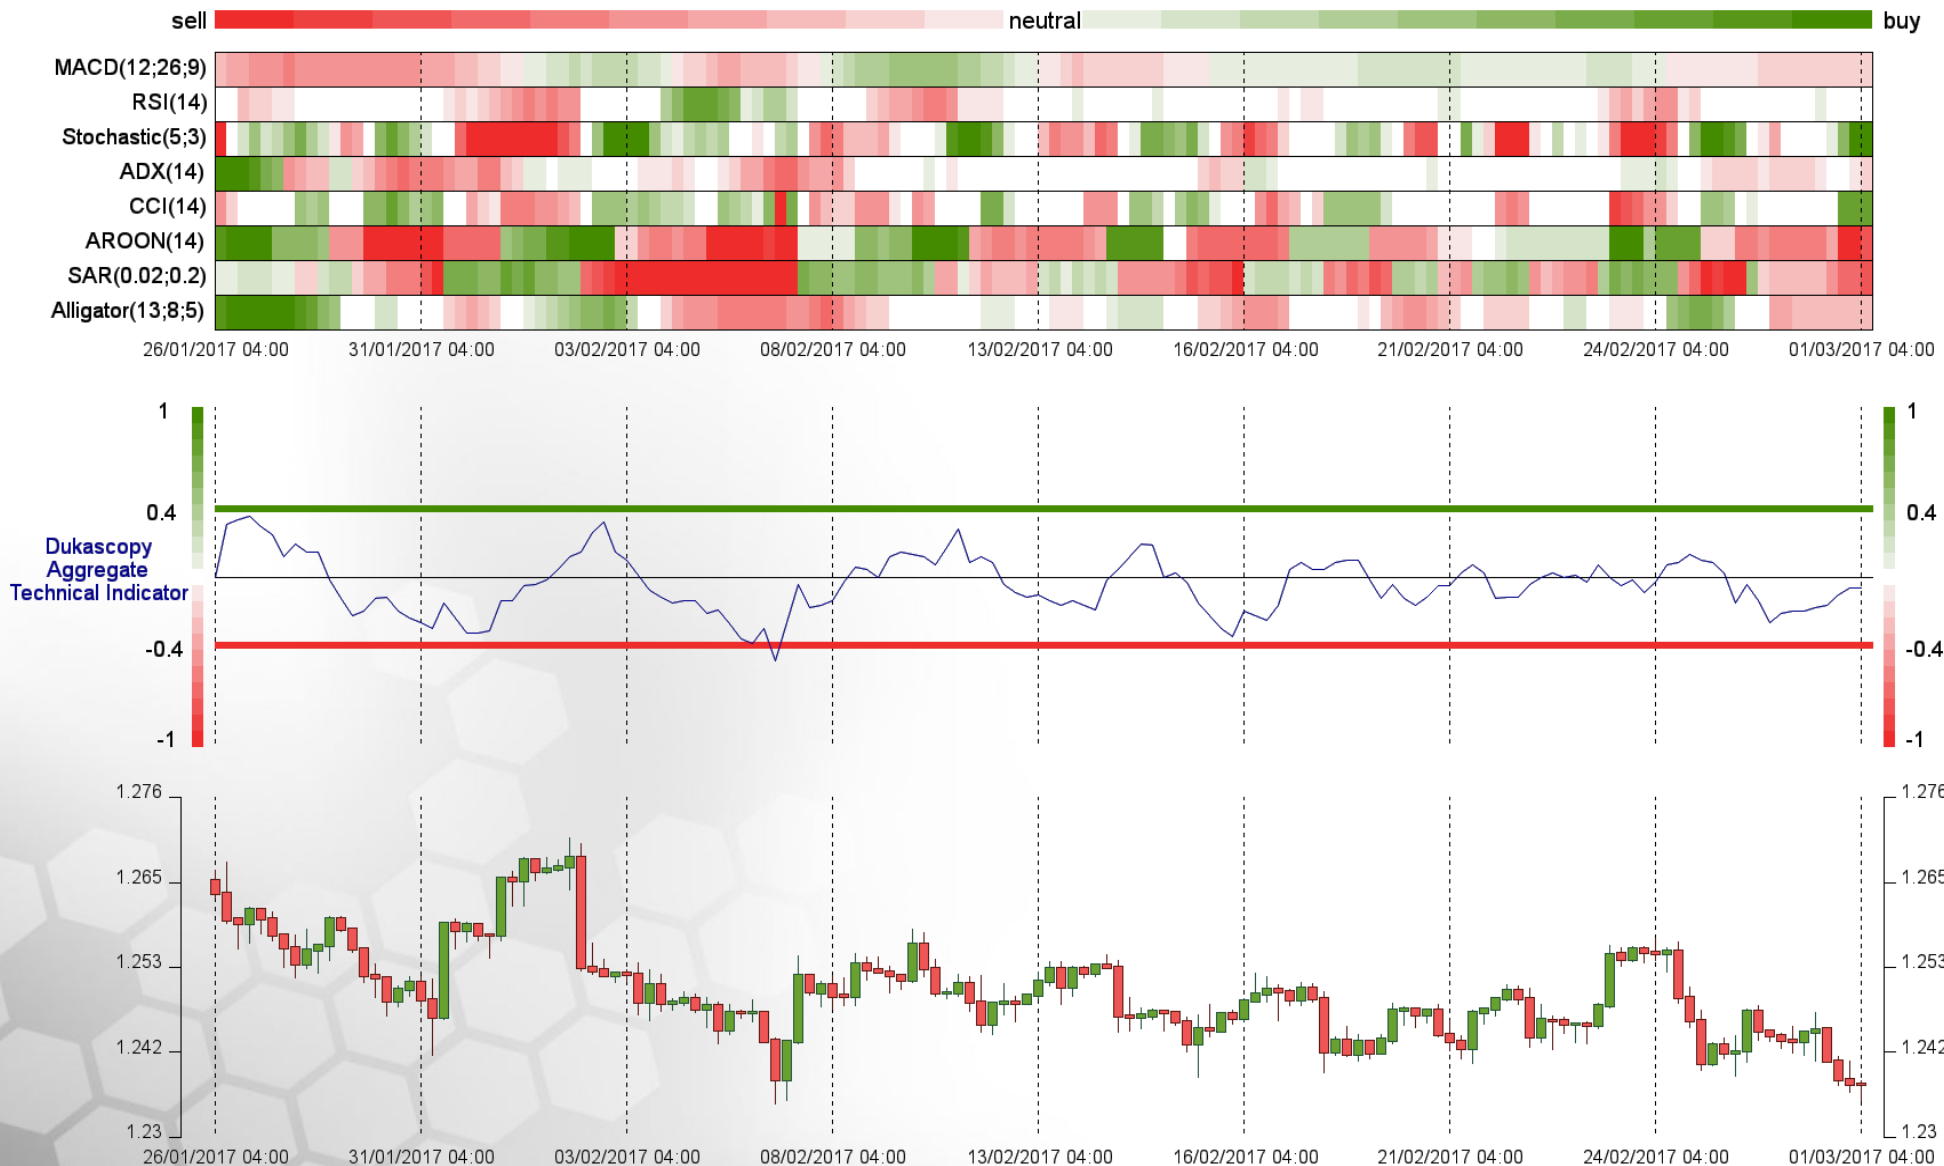 sell neutral buy
MACD(12;26;9)
RSI(14)
Stochastic(5;3)
ADX(14)
CCI(14)
AROON(14)
SAR(0.02;0.2)
Alligator(13;8;5)
26/01/2017 04:00 31/01/2017 04:00 03/02/2017 04:00 08/02/2017 04:00 13/02/2017 04:00 16/02/2017 04:00 21/02/2017 04:00 24/02/2017 04:00 01/03/2017 04:00
1 1
0.4 0.4
Dukascopy
Aggregate
Technical Indicator
-0.4 -0.4
-1 -1
1.276 1.276
1.265 1.265
1.253 1.253
1.242 1.242
1.23 1.23
26/01/2017 04:00 31/01/2017 04:00 03/02/2017 04:00 08/02/2017 04:00 13/02/2017 04:00 16/02/2017 04:00 21/02/2017 04:00 24/02/2017 04:00 01/03/2017 04:00